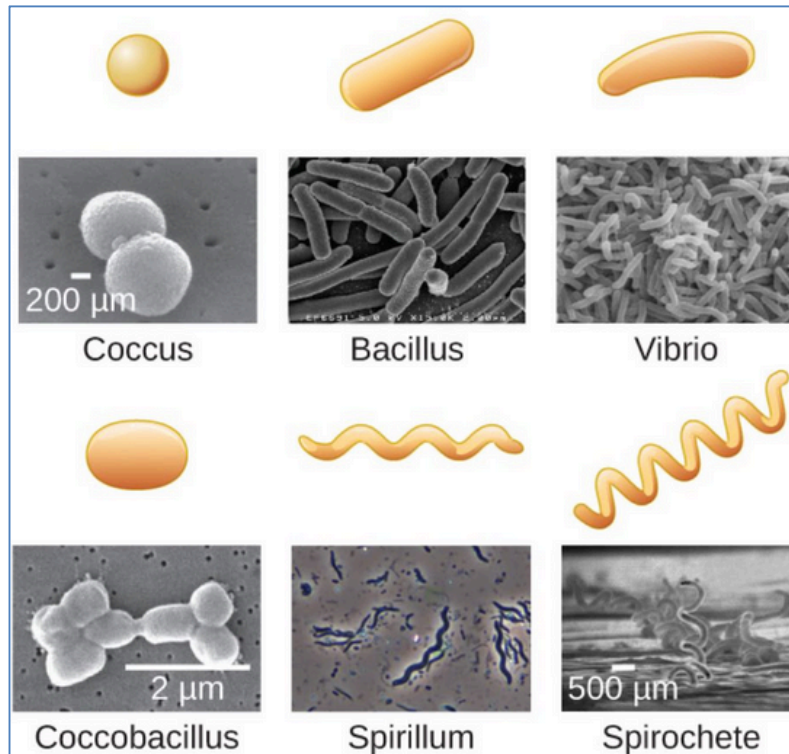 200 µm
Coccus
Bacillus
Vibrio
2 µm
500 µm
Coccobacillus
Spirillum
Spirochete